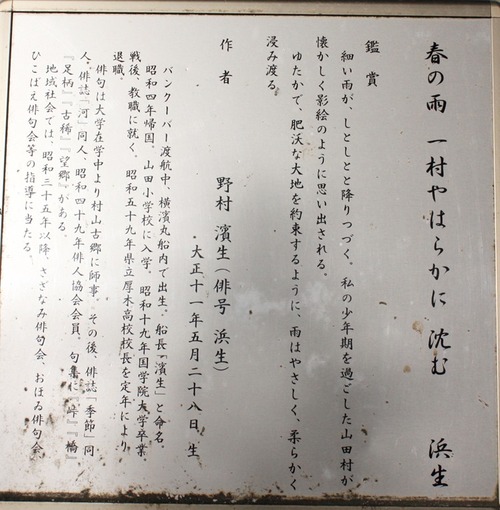 春の雨 一村やはらかに 沈む 浜生
鑑賞
細い雨が、しとしとと降りつづく。私の少年期を過ごした山田村が
懐かしく影絵のように思い出される。
ゆたかで、肥沃な大地を約束するように、雨はやさしく、柔らかく
浸み渡る。
作者 野村 濱生(俳号 浜生)
大正十一年五月二十八日、生
バンクーバー渡航中、横濱丸船内で出生。船長「濱生」と命名。
昭和四年帰国、山田小学校に入学。昭和十九年国学院大学卒業。
戦後、教職に就く。昭和五十九年県立厚木高校校長を定年により
退職。
俳句は大学在学中より村山古郷に師事。その後、俳誌「季節」同
人、俳誌「河」同人、昭和四十九年俳人協会会員、句集に「峠」「橋」
『足柄』『古稀』『望郷』がある。
地域社会では、昭和三十五年以降、さざなみ俳句会、おほゐ俳句会
ひこばえ俳句会等の指導に当たる。